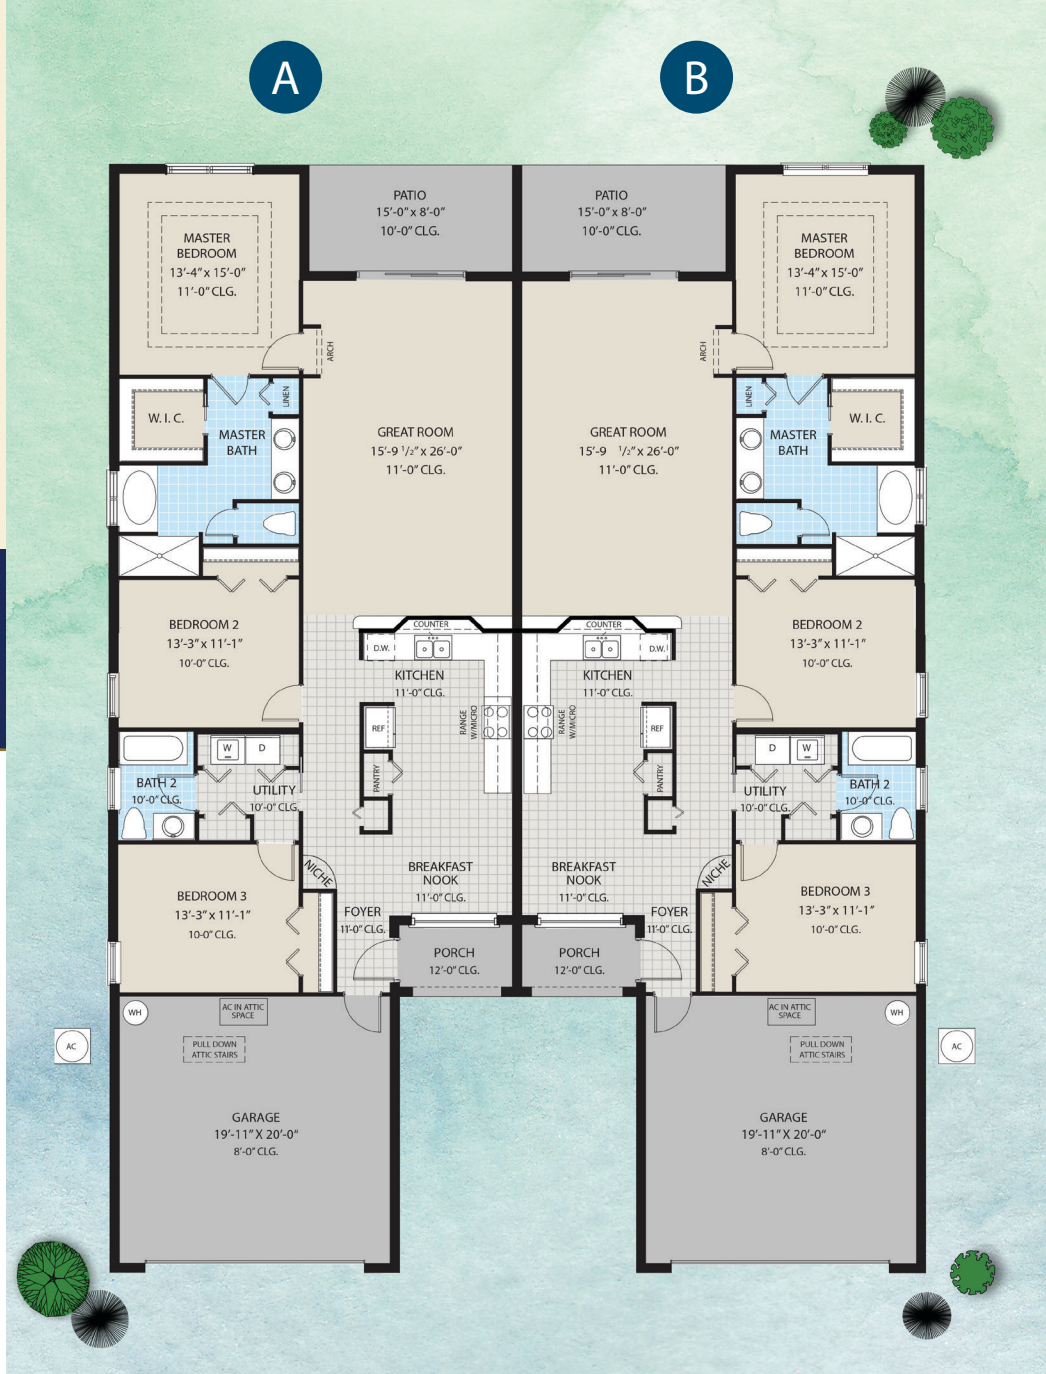 A
B
PATIO
15'-0" x 8'-0"
10'-0" CLG.
PATIO
15'-0" x 8'-0"
10'-0" CLG.
MASTER
BEDROOM
13'-4" x 15'-0"
11'-0" CLG.
MASTER
BEDROOM
13'-4" x 15'-0"
11'-0" CLG.
ARCH
ARCH
LINEN
LINEN
W. I. C.
W. I. C.
MASTER
BATH
MASTER
BATH
GREAT ROOM
15'-9 1/2" x 26'-0"
11'-0" CLG.
GREAT ROOM
15'-9 1/2" x 26'-0"
11'-0" CLG.
BEDROOM 2
13'-3" x 11'-1"
10'-0" CLG.
BEDROOM 2
13'-3" x 11'-1"
10'-0" CLG.
COUNTER
COUNTER
D.W.
D.W.
KITCHEN
11'-0" CLG.
KITCHEN
11'-0" CLG.
RANGE
W/MICRO
RANGE
W/MICRO
REF
REF
W
D
D
W
PANTRY
PANTRY
BATH 2
10'-0" CLG.
UTILITY
10'-0" CLG.
UTILITY
10'-0" CLG.
BATH 2
10'-0" CLG.
NICHE
NICHE
BREAKFAST
NOOK
11'-0" CLG.
BREAKFAST
NOOK
11'-0" CLG.
BEDROOM 3
13'-3" x 11'-1"
10-0" CLG.
BEDROOM 3
13'-3" x 11'-1"
10'-0" CLG.
FOYER
11'-0" CLG.
FOYER
11'-0" CLG.
PORCH
12'-0" CLG.
PORCH
12'-0" CLG.
WH
AC IN ATTIC
SPACE
AC IN ATTIC
SPACE
WH
AC
PULL DOWN
ATTIC STAIRS
PULL DOWN
ATTIC STAIRS
AC
GARAGE
19'-11" X 20'-0"
8'-0" CLG.
GARAGE
19'-11" X 20'-0"
8'-0" CLG.